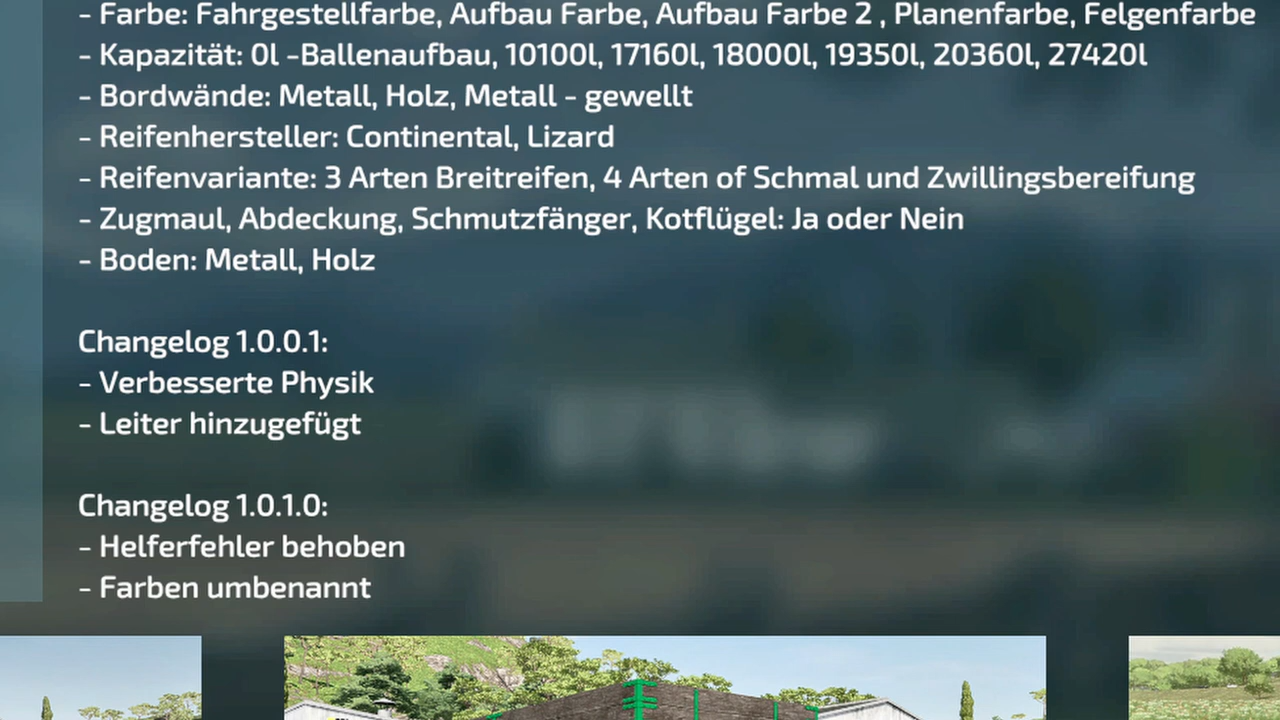 - Farbe: Fahrgestellfarbe, Aufbau Farbe, Aufbau Farbe 2 , Planenfarbe, Felgenfarbe
- Kapazität: 0l -Ballenaufbau, 10100l, 17160l, 18000l, 19350l, 20360l, 27420l
- Bordwände: Metall, Holz, Metall - gewellt
- Reifenhersteller: Continental, Lizard
- Reifenvariante: 3 Arten Breitreifen, 4 Arten of Schmal und Zwillingsbereifung
- Zugmaul, Abdeckung, Schmutzfänger, Kotflügel: Ja oder Nein
- Boden: Metall, Holz
Changelog 1.0.0.1:
- Verbesserte Physik
- Leiter hinzugefügt
Changelog 1.0.1.0:
- Helferfehler behoben
- Farben umbenannt